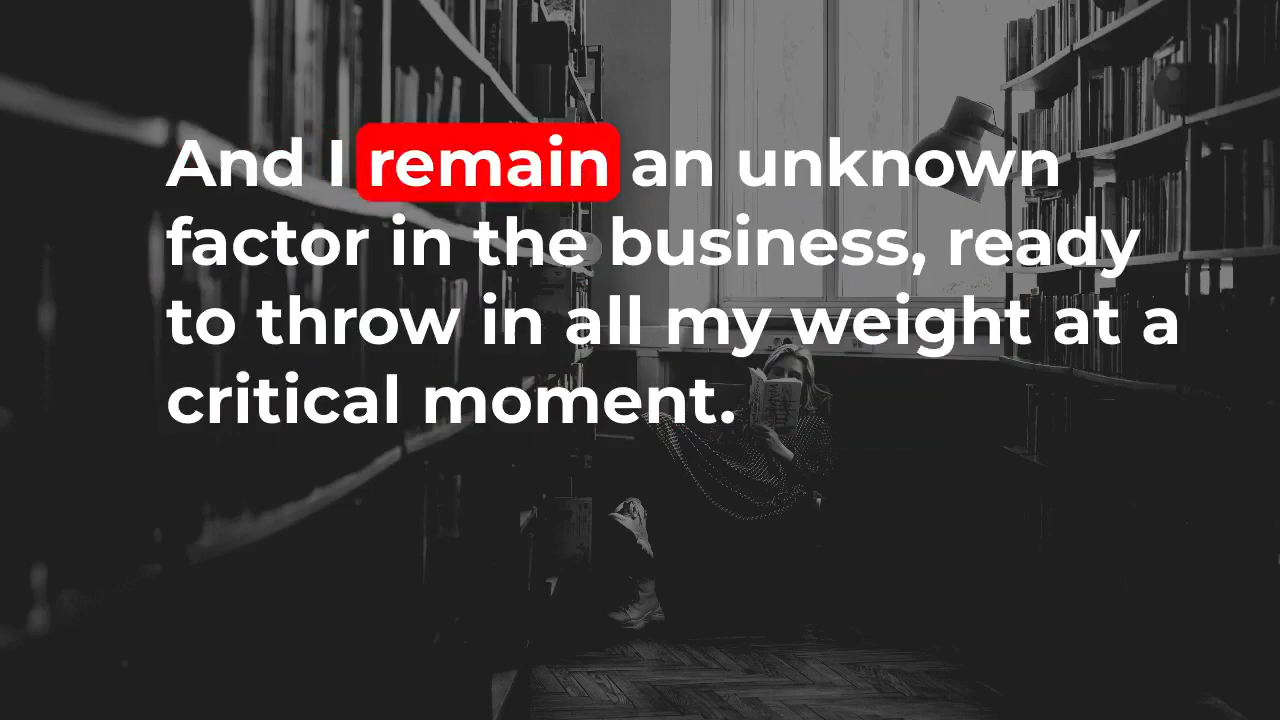 And I remain an unknown
factor in the business, ready
to throw in all my weight at a
critical moment.